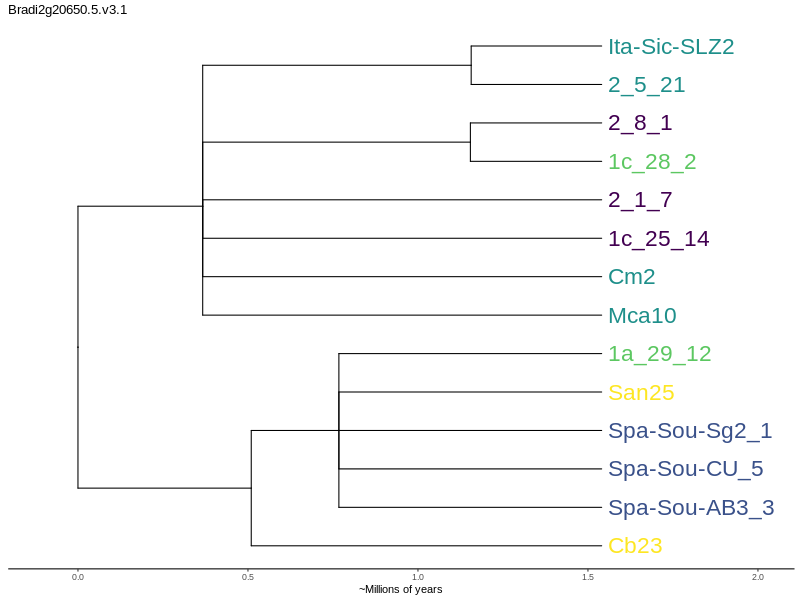 Bradi2g20650.5.v3.1
Ita-Sic-SLZ2
2_5_21
2_8_1
1c_28_2
2_1_7
1c_25_14
Cm2
Mca10
1a_29_12
San25
Spa-Sou-Sg2_1
Spa-Sou-CU_5
Spa-Sou-AB3_3
Cb23
0.0 0.5 1.0 1.5 2.0
~Millions of years